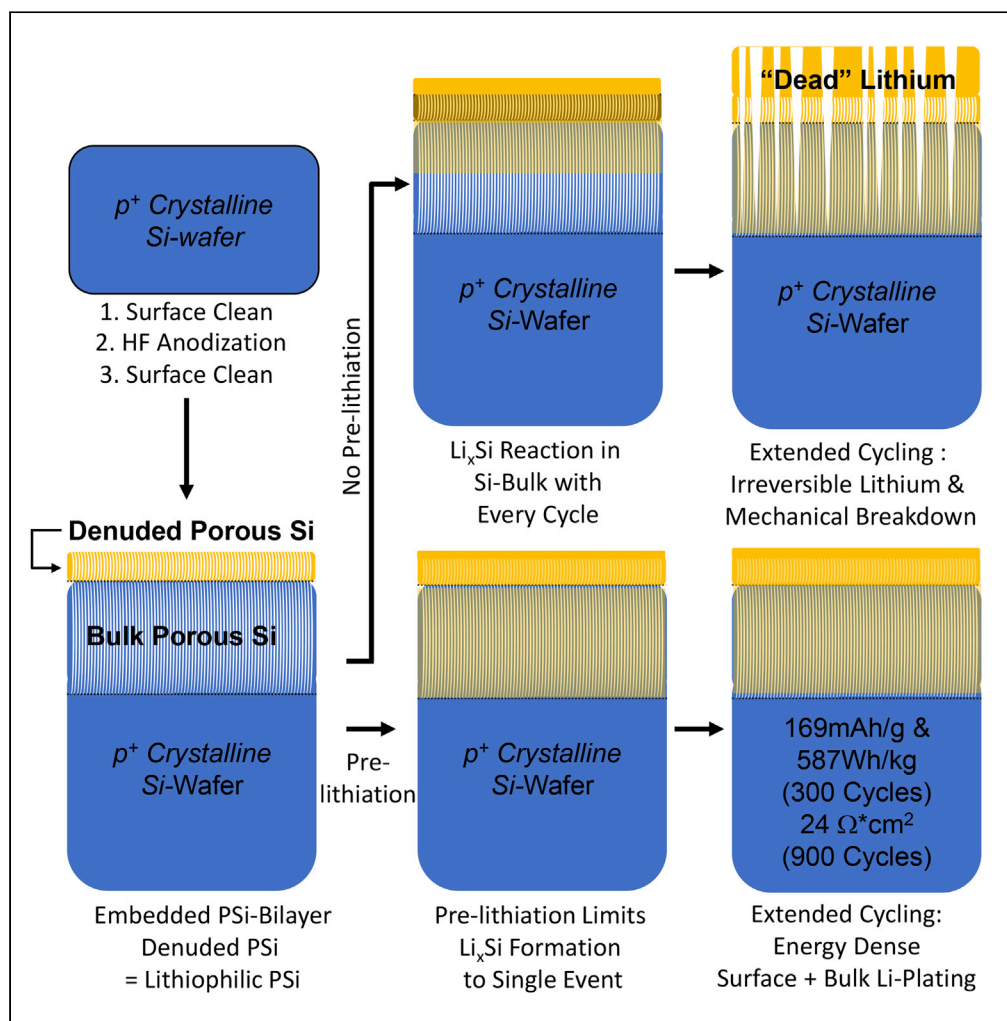 p⁺ Crystalline
Si-wafer
1. Surface Clean
2. HF Anodization
3. Surface Clean
Denuded Porous Si
Bulk Porous Si
p⁺ Crystalline
Si-Wafer
Embedded PSi-Bilayer
Denuded PSi
= Lithiophilic PSi
No Pre-lithiation
p⁺ Crystalline
Si-Wafer
LiₓSi Reaction in
Si-Bulk with
Every Cycle
“Dead” Lithium
p⁺ Crystalline
Si-Wafer
Extended Cycling :
Irreversible Lithium &
Mechanical Breakdown
Pre-
lithiation
p⁺ Crystalline
Si-Wafer
Pre-lithiation Limits
LiₓSi Formation
to Single Event
169mAh/g &
587Wh/kg
(300 Cycles)
24 Ω*cm²
(900 Cycles)
Extended Cycling:
Energy Dense
Surface + Bulk Li-Plating